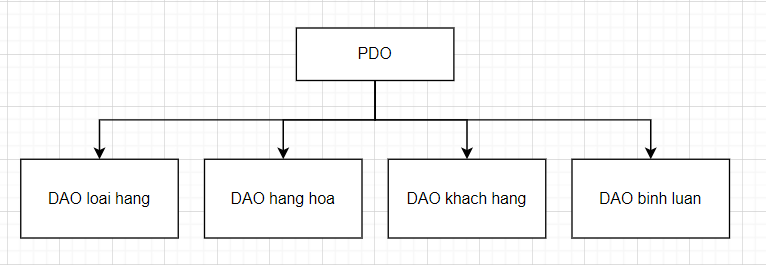 PDO
DAO loai hang
DAO hang hoa
DAO khach hang
DAO binh luan